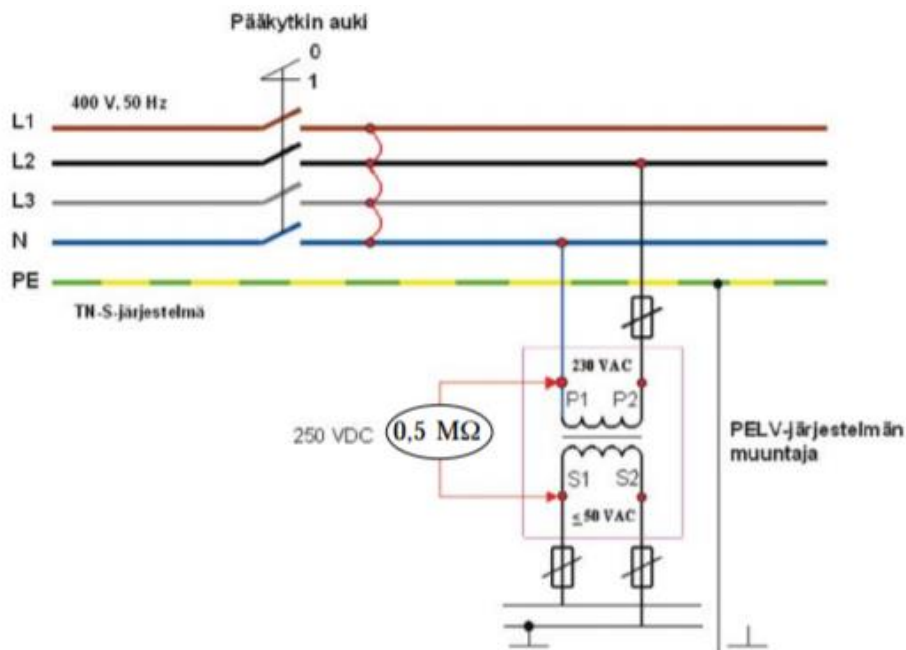 Pääkytkin auki
0
1
400 V, 50 Hz
L1
L2
L3
N
PE
TN-S-järjestelmä
230 VAC
P1 P2
250 VDC
0,5 MΩ
PELV-järjestelmän
muuntaja
S1 S2
≤ 50 VAC